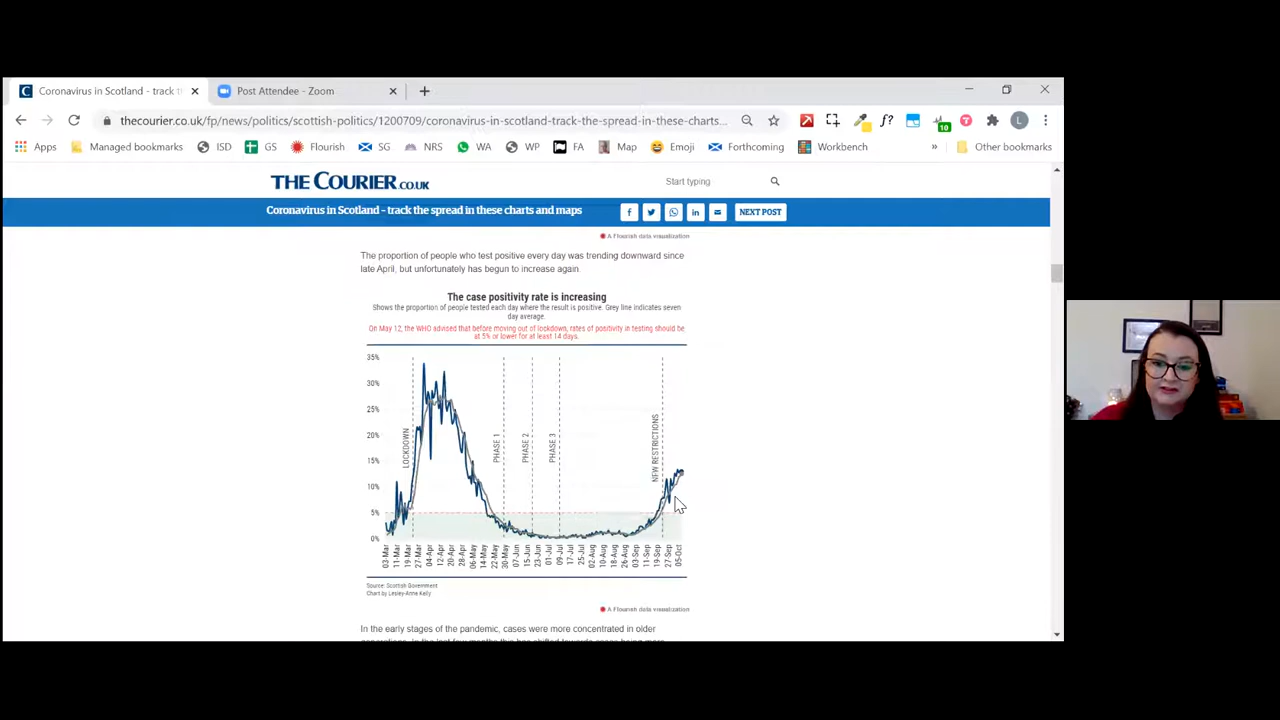 Coronavirus in Scotland - track t
Post Attendee - Zoom
thecourier.co.uk/fp/news/politics/scottish-politics/1200709/coronavirus-in-scotland-track-the-spread-in-these-charts...
10
L
Apps Managed bookmarks ISD GS Flourish SG NRS WA WP FA Map Emoji Forthcoming Workbench » Other bookmarks
THE COURIER.CO.UK
Start typing
Coronavirus in Scotland – track the spread in these charts and maps
NEXT POST
A Flourish data visualization
The proportion of people who test positive every day was trending downward since
late April, but unfortunately has begun to increase again.
The case positivity rate is increasing
Shows the proportion of people tested each day where the result is positive. Grey line indicates seven
day average.
On May 12, the WHO advised that before moving out of lockdown, rates of positivity in testing should be
at 5% or lower for at least 14 days.
35%
30%
25%
20%
15%
10%
5%
0%
LOCKDOWN
PHASE 1
PHASE 2
PHASE 3
NEW RESTRICTIONS
03-Mar
11-Mar
19-Mar
27-Mar
04-Apr
12-Apr
20-Apr
28-Apr
06-May
14-May
22-May
30-May
07-Jun
15-Jun
23-Jun
01-Jul
09-Jul
17-Jul
25-Jul
02-Aug
10-Aug
18-Aug
26-Aug
03-Sep
11-Sep
19-Sep
27-Sep
05-Oct
Source: Scottish Government
Chart by Lesley-Anne Kelly
A Flourish data visualization
In the early stages of the pandemic, cases were more concentrated in older